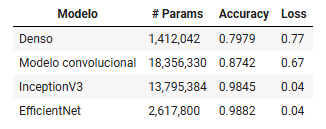 Modelo # Params Accuracy Loss
Denso 1,412,042 0.7979 0.77
Modelo convolucional 18,356,330 0.8742 0.67
InceptionV3 13,795,384 0.9845 0.04
EfficientNet 2,617,800 0.9882 0.04